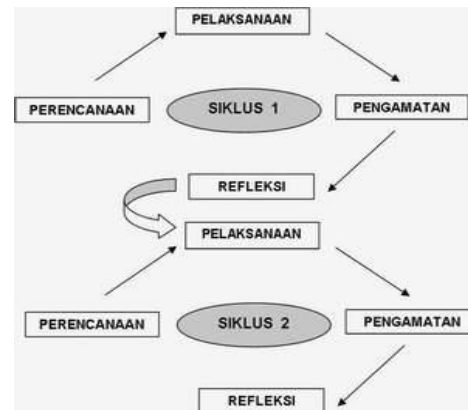 PELAKSANAAN
PERENCANAAN
SIKLUS 1
PENGAMATAN
REFLEKSI
PELAKSANAAN
PERENCANAAN
SIKLUS 2
PENGAMATAN
REFLEKSI